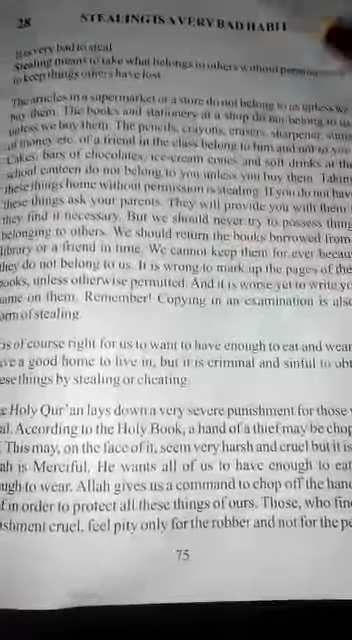 28 STEALING IS A VERY BAD HABIT
It is very bad to steal
Stealing means to take what belongs to others without
to keep things others have lost
The articles in a supermarket or a store do not belong to us unless we
buy them. The books and stationery at a shop do not belong to us
unless we buy them. The pencils, crayons, erasers, sharpener,
of money etc. of a friend in the class belong to him and not to you
Cakes, bars of chocolates, ice-cream cones and soft drinks at the
school canteen do not belong to you unless you buy them. Taking
these things home without permission is stealing. If you do not have
these things ask your parents. They will provide you with them
they find it necessary. But we should never try to possess thing
belonging to others. We should return the books borrowed from
library or a friend in time. We cannot keep them for ever becau
they do not belong to us. It is wrong to mark up the pages of the
books, unless otherwise permitted. And it is worse yet to write yo
name on them. Remember! Copying in an examination is also
orm of stealing.
is of course right for us to want to have enough to eat and wear
ve a good home to live in, but it is criminal and sinful to obt
ese things by stealing or cheating.
e Holy Qur'an lays down a very severe punishment for those
al. According to the Holy Book, a hand of a thief may be chop
This may, on the face of it, seem very harsh and cruel but it is
ah is Merciful. He wants all of us to have enough to eat
ugh to wear. Allah gives us a command to chop off the hand
f in order to protect all these things of ours. Those, who find
ishment cruel, feel pity only for the robber and not for the pe
75